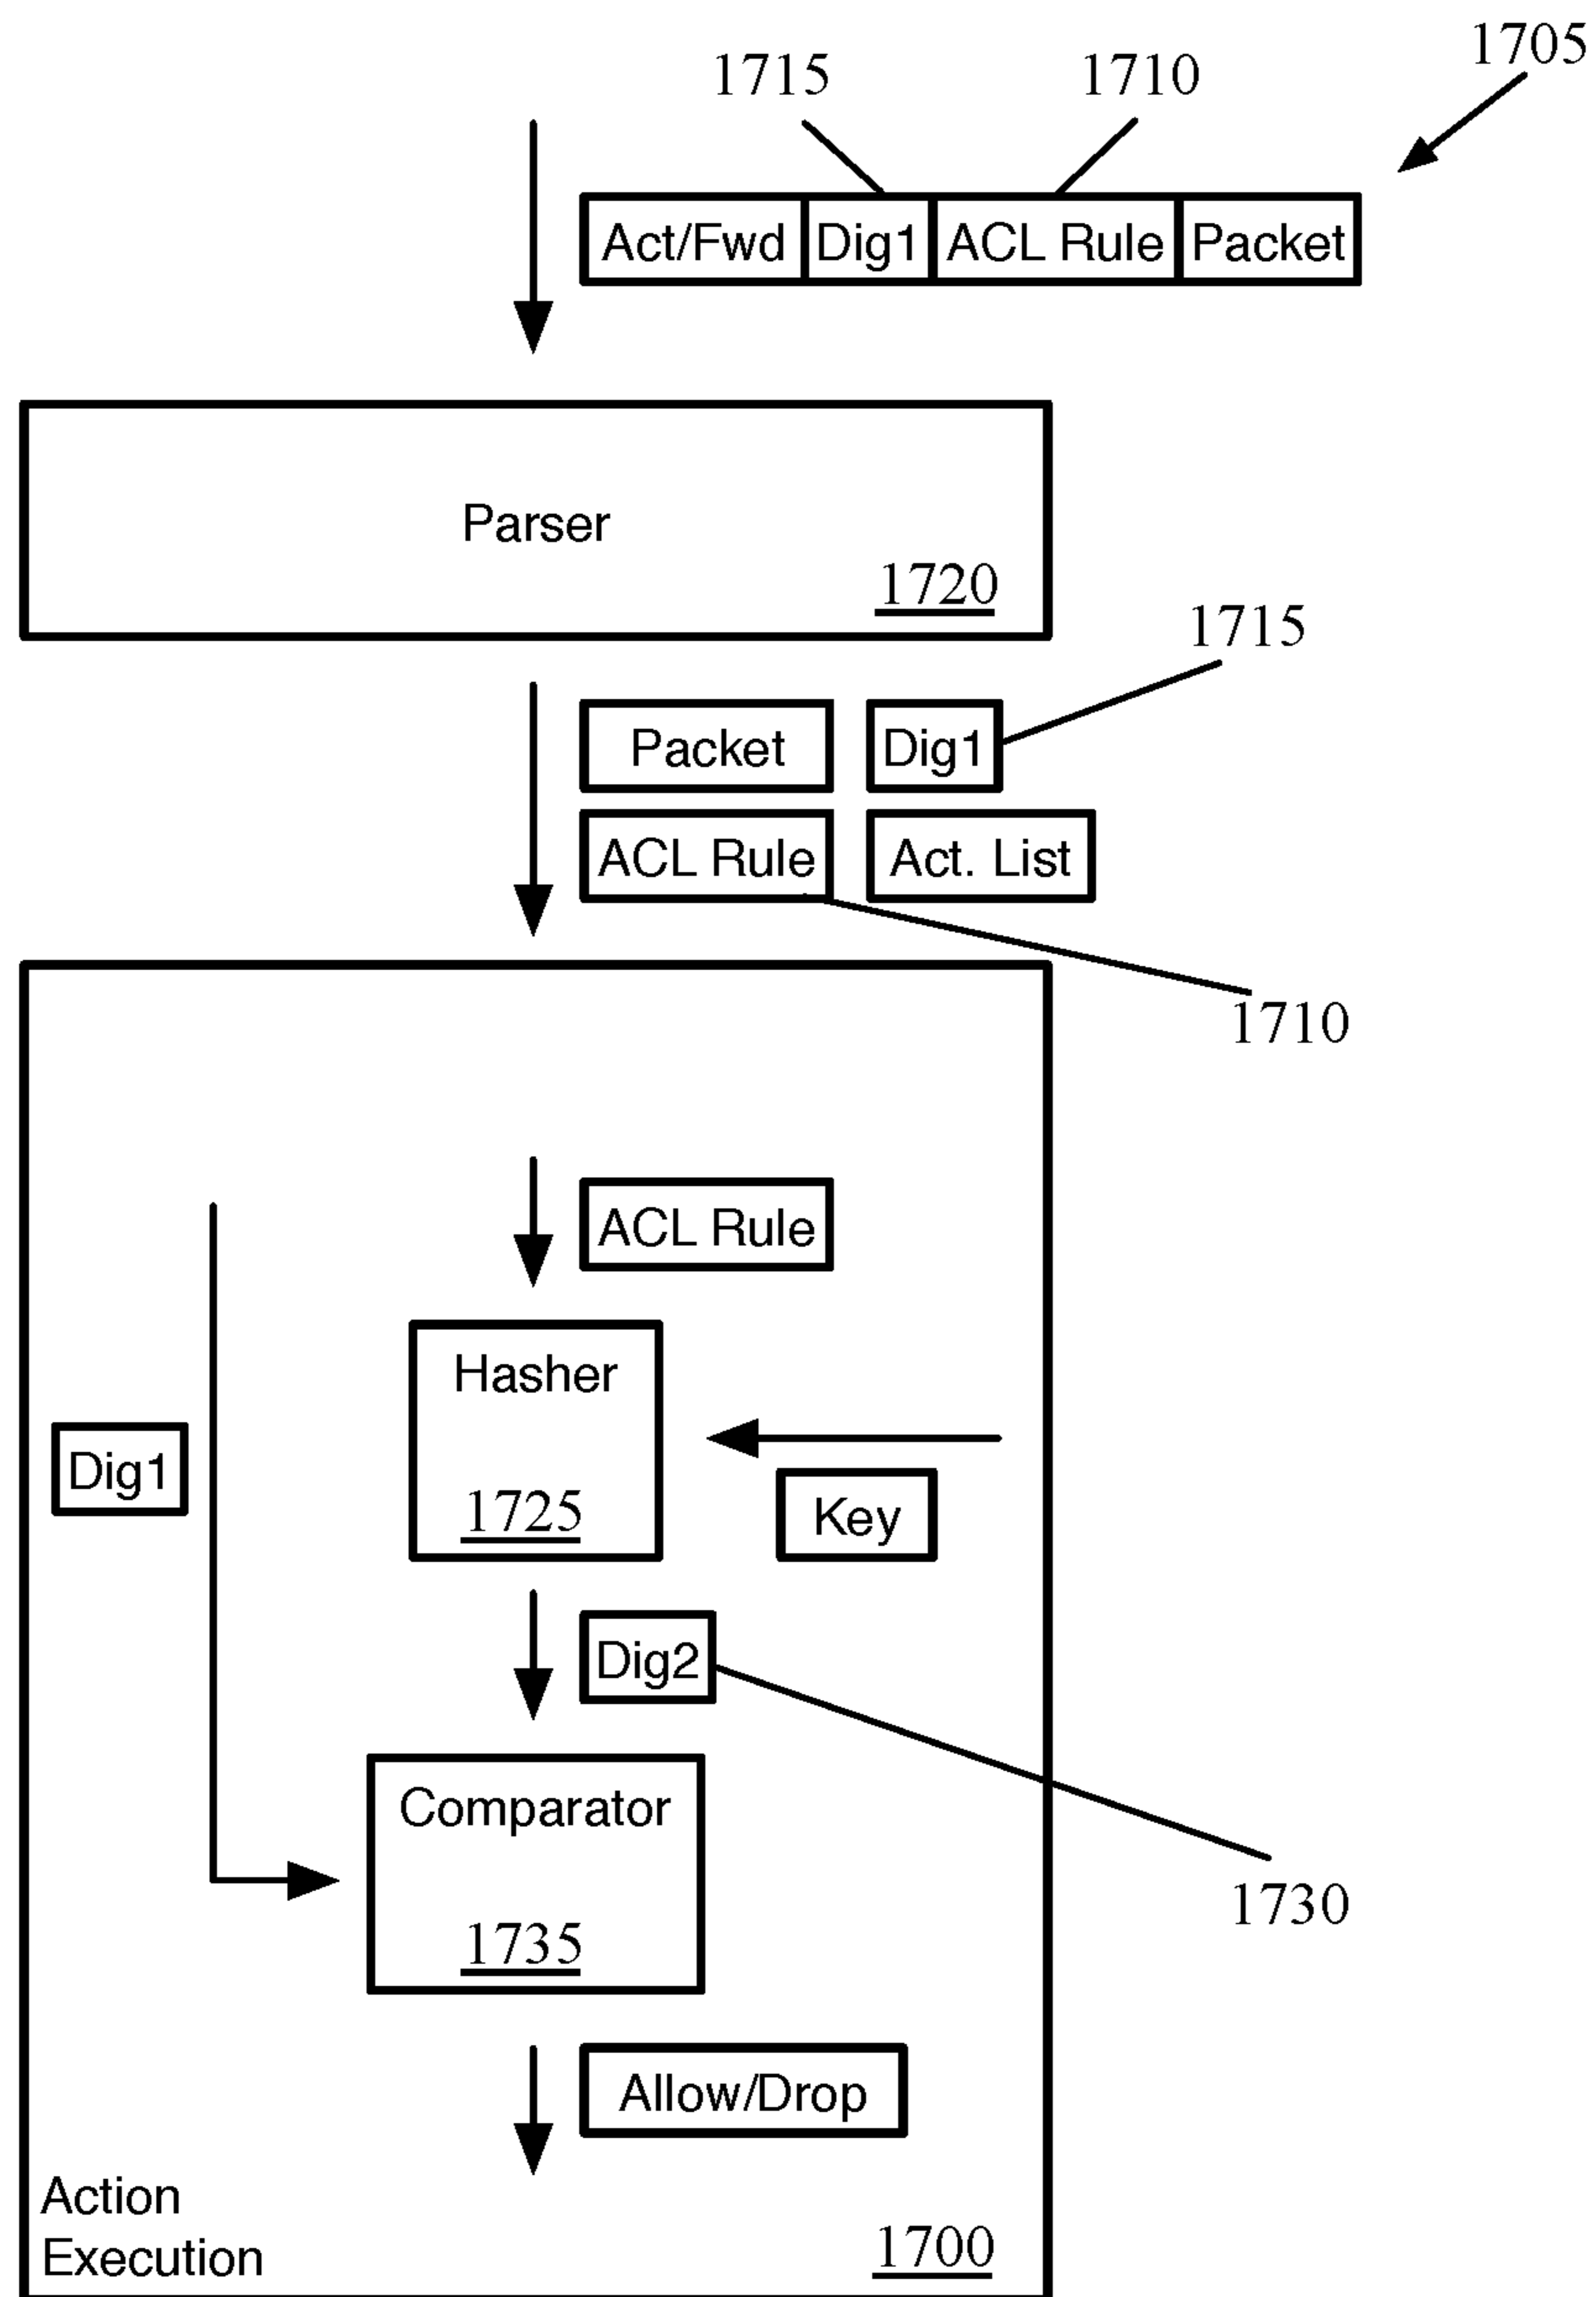 1705
1715 1710
Act/Fwd Dig1 ACL Rule Packet
Parser
1720
1715
Packet Dig1
ACL Rule Act. List
1710
ACL Rule
Hasher
Dig1
1725
Key
Dig2
Comparator
1730
1735
Allow/Drop
Action
Execution
1700